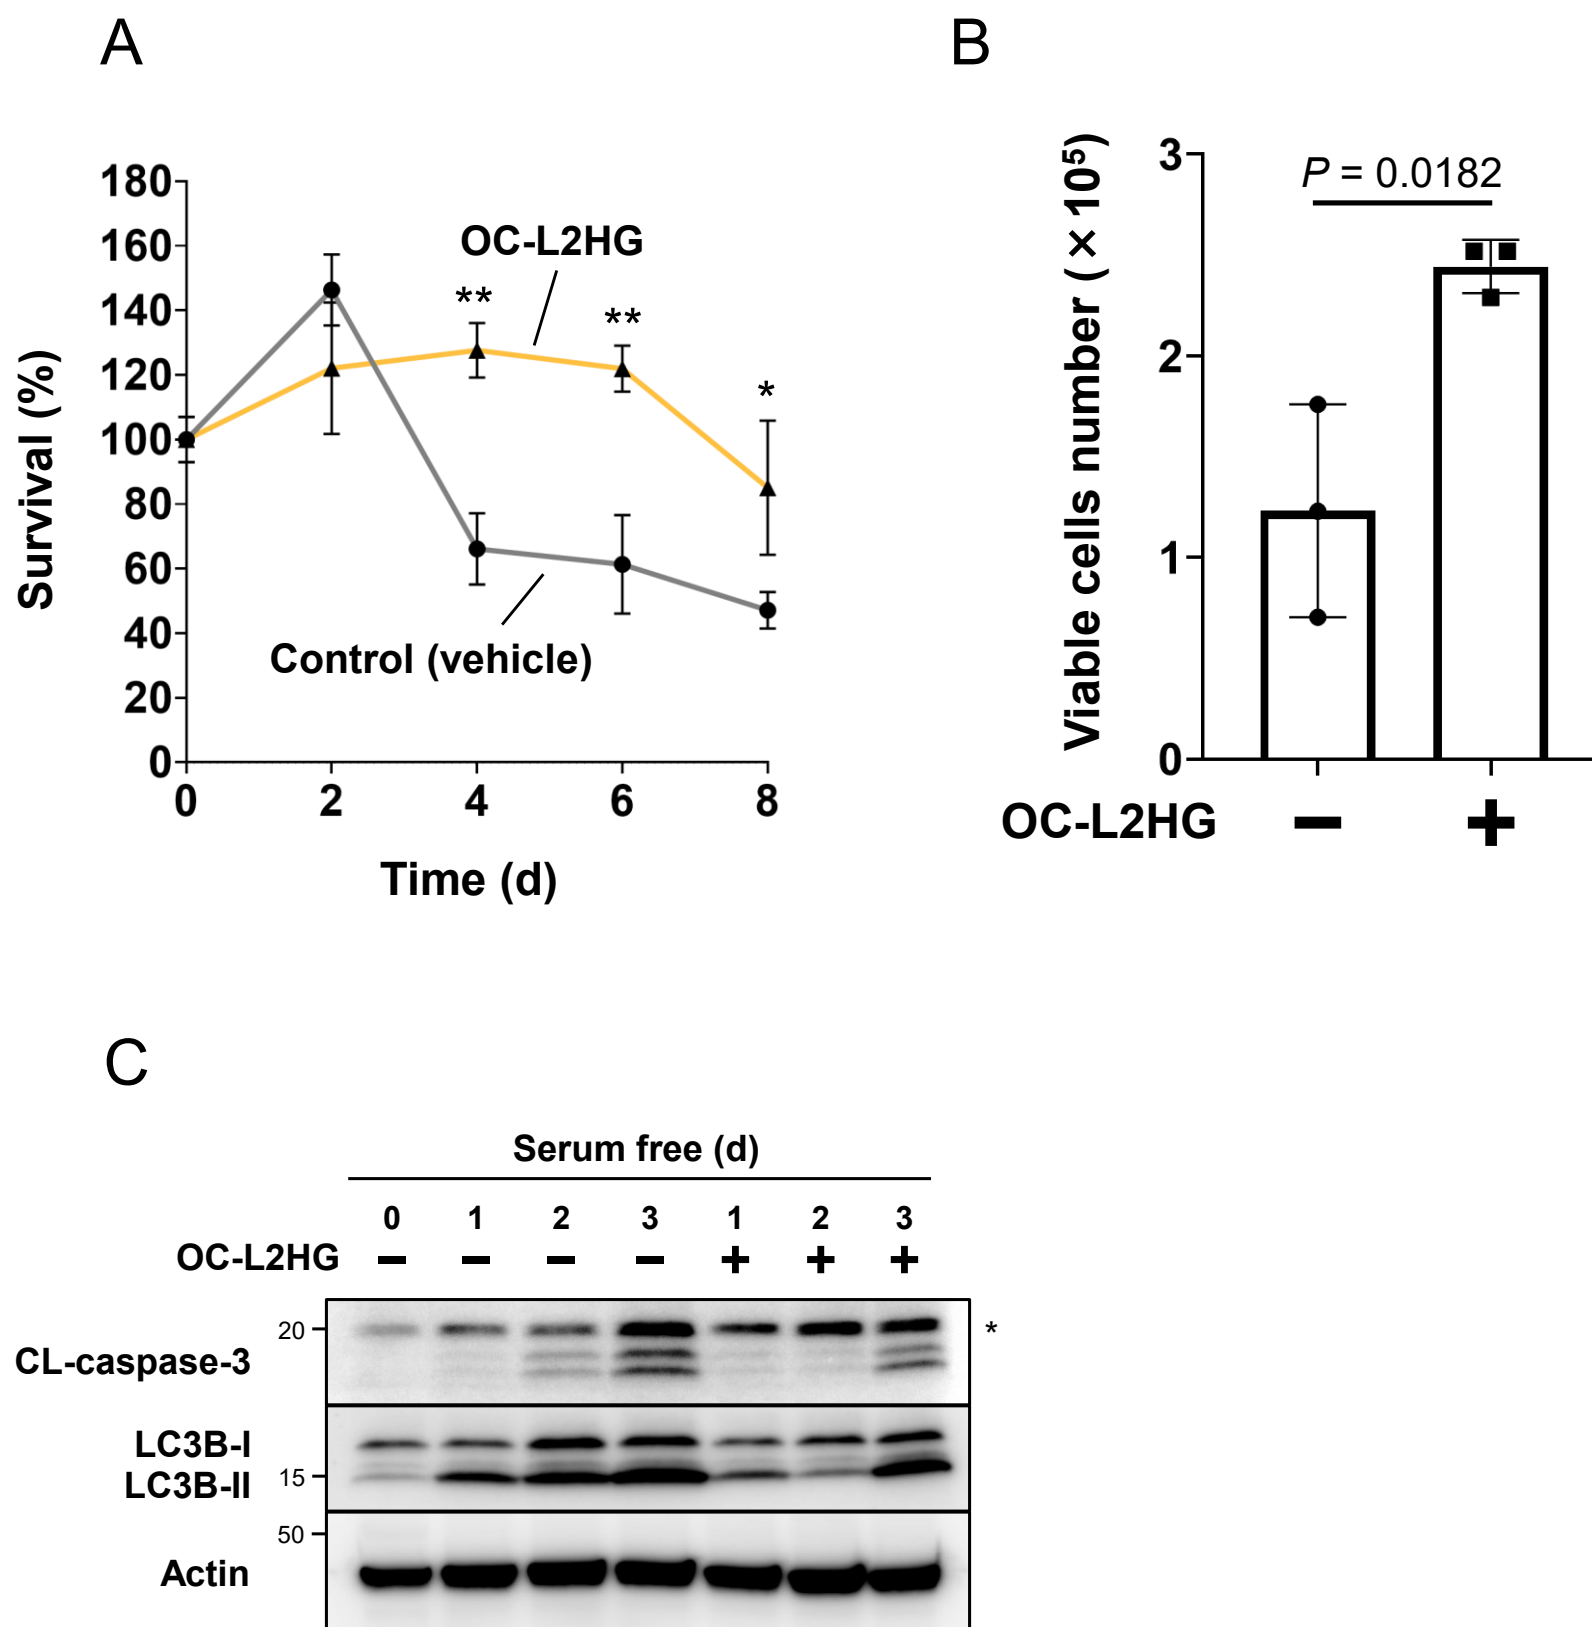 A
B
180
160
140
120
100
80
60
40
20
0
Survival (%)
OC-L2HG
**
**
*
Control (vehicle)
0 2 4 6 8
Time (d)
3
2
1
0
Viable cells number (×10⁵)
P = 0.0182
OC-L2HG − +
C
Serum free (d)
0 1 2 3 1 2 3
OC-L2HG − − − − + + +
20
*
CL-caspase-3
LC3B-I
15
LC3B-II
50
Actin